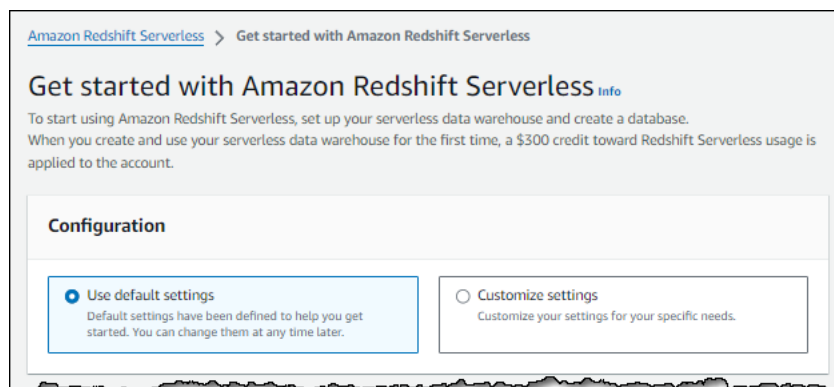 Amazon Redshift Serverless > Get started with Amazon Redshift Serverless
Get started with Amazon Redshift Serverless Info
To start using Amazon Redshift Serverless, set up your serverless data warehouse and create a database.
When you create and use your serverless data warehouse for the first time, a $300 credit toward Redshift Serverless usage is
applied to the account.
Configuration
Use default settings
Default settings have been defined to help you get
started. You can change them at any time later.
Customize settings
Customize your settings for your specific needs.